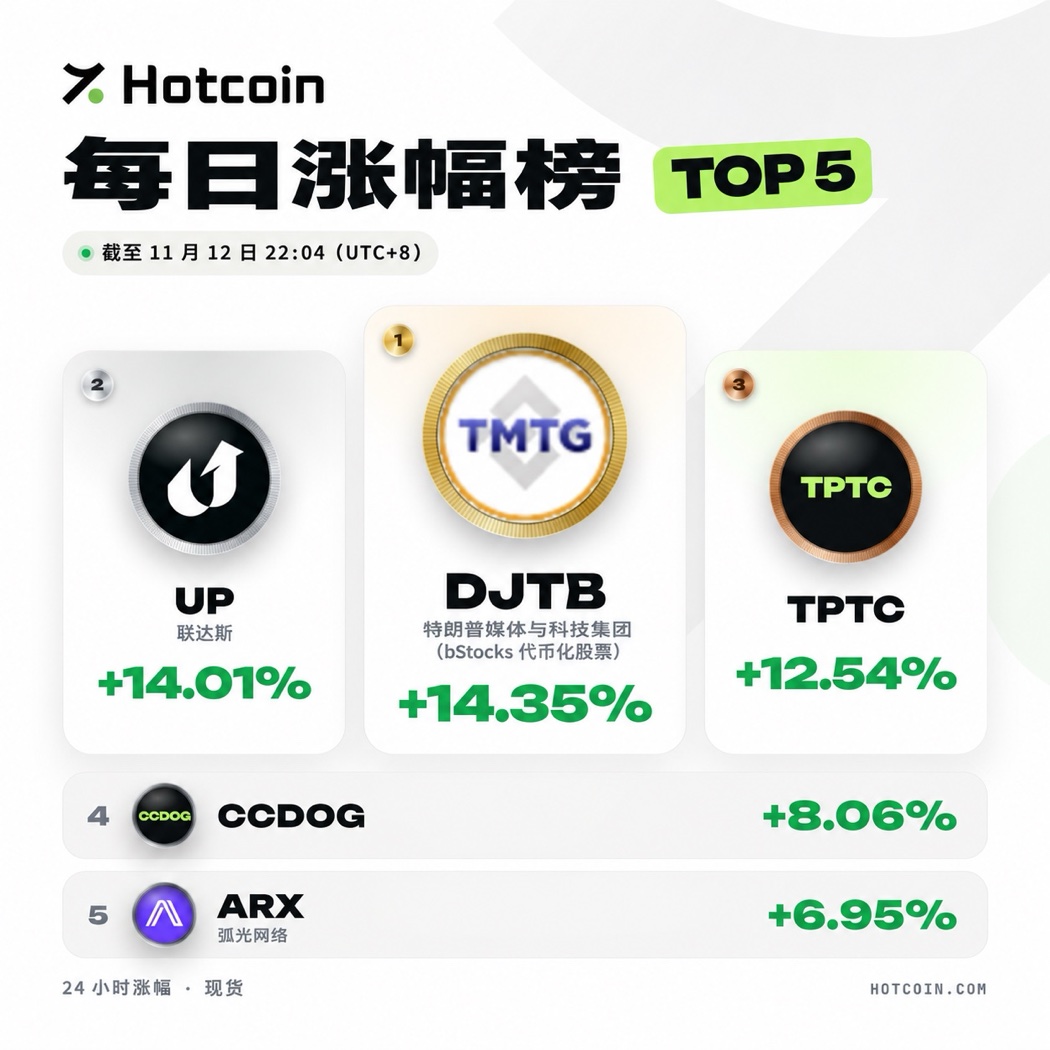 Hotcoin
每日涨幅榜 TOP 5
截至 11 月 12 日 22:04（UTC+8）
2
UP
联达斯
+14.01%
1
TMTG
DJTB
特朗普媒体与科技集团
（bStocks 代币化股票）
+14.35%
3
TPTC
TPTC
+12.54%
4 CCDOG CCDOG +8.06%
5 ARX +6.95%
弧光网络
24 小时涨幅 · 现货
HOTCOIN.COM